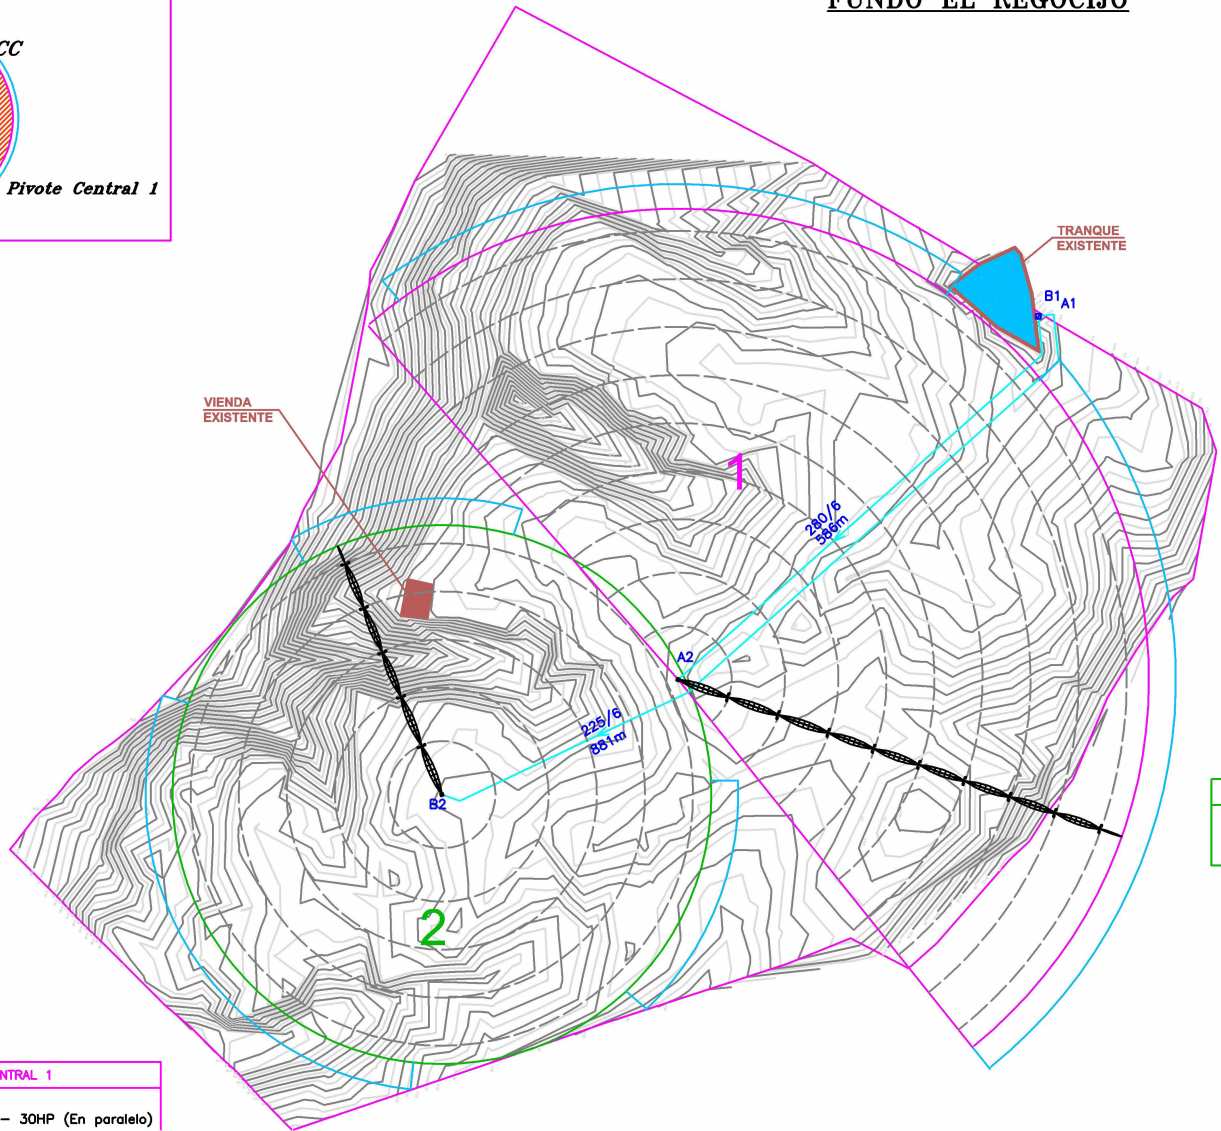 FUNDO EL REGOCIJO
CC
Pivote Central 1
TRANQUE
EXISTENTE
B1
A1
VIENDA
EXISTENTE
1
280/6
586m
A2
225/6
881m
B2
2
NTRAL 1
- 30HP (En paralelo)